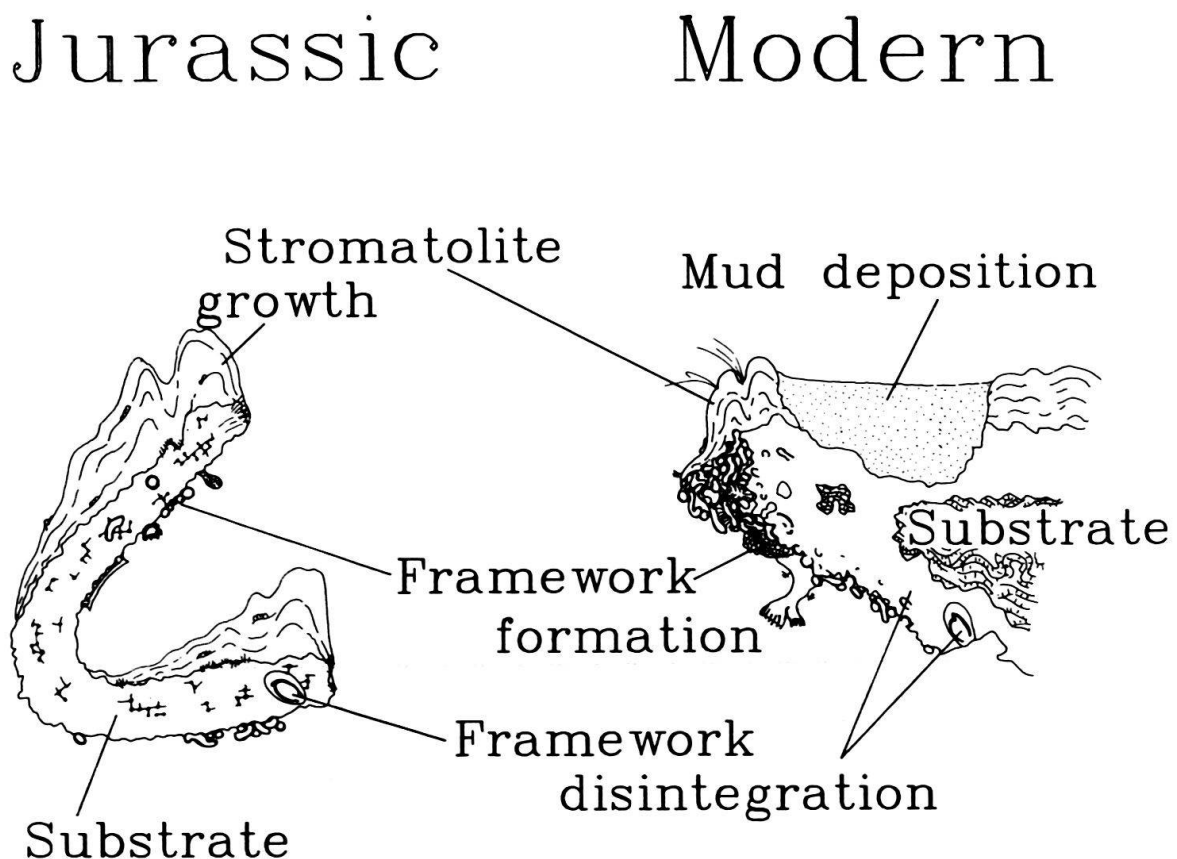 Jurassic
Modern
Stromatolite
growth
Mud deposition
Substrate
Framework
formation
Framework
disintegration
Substrate